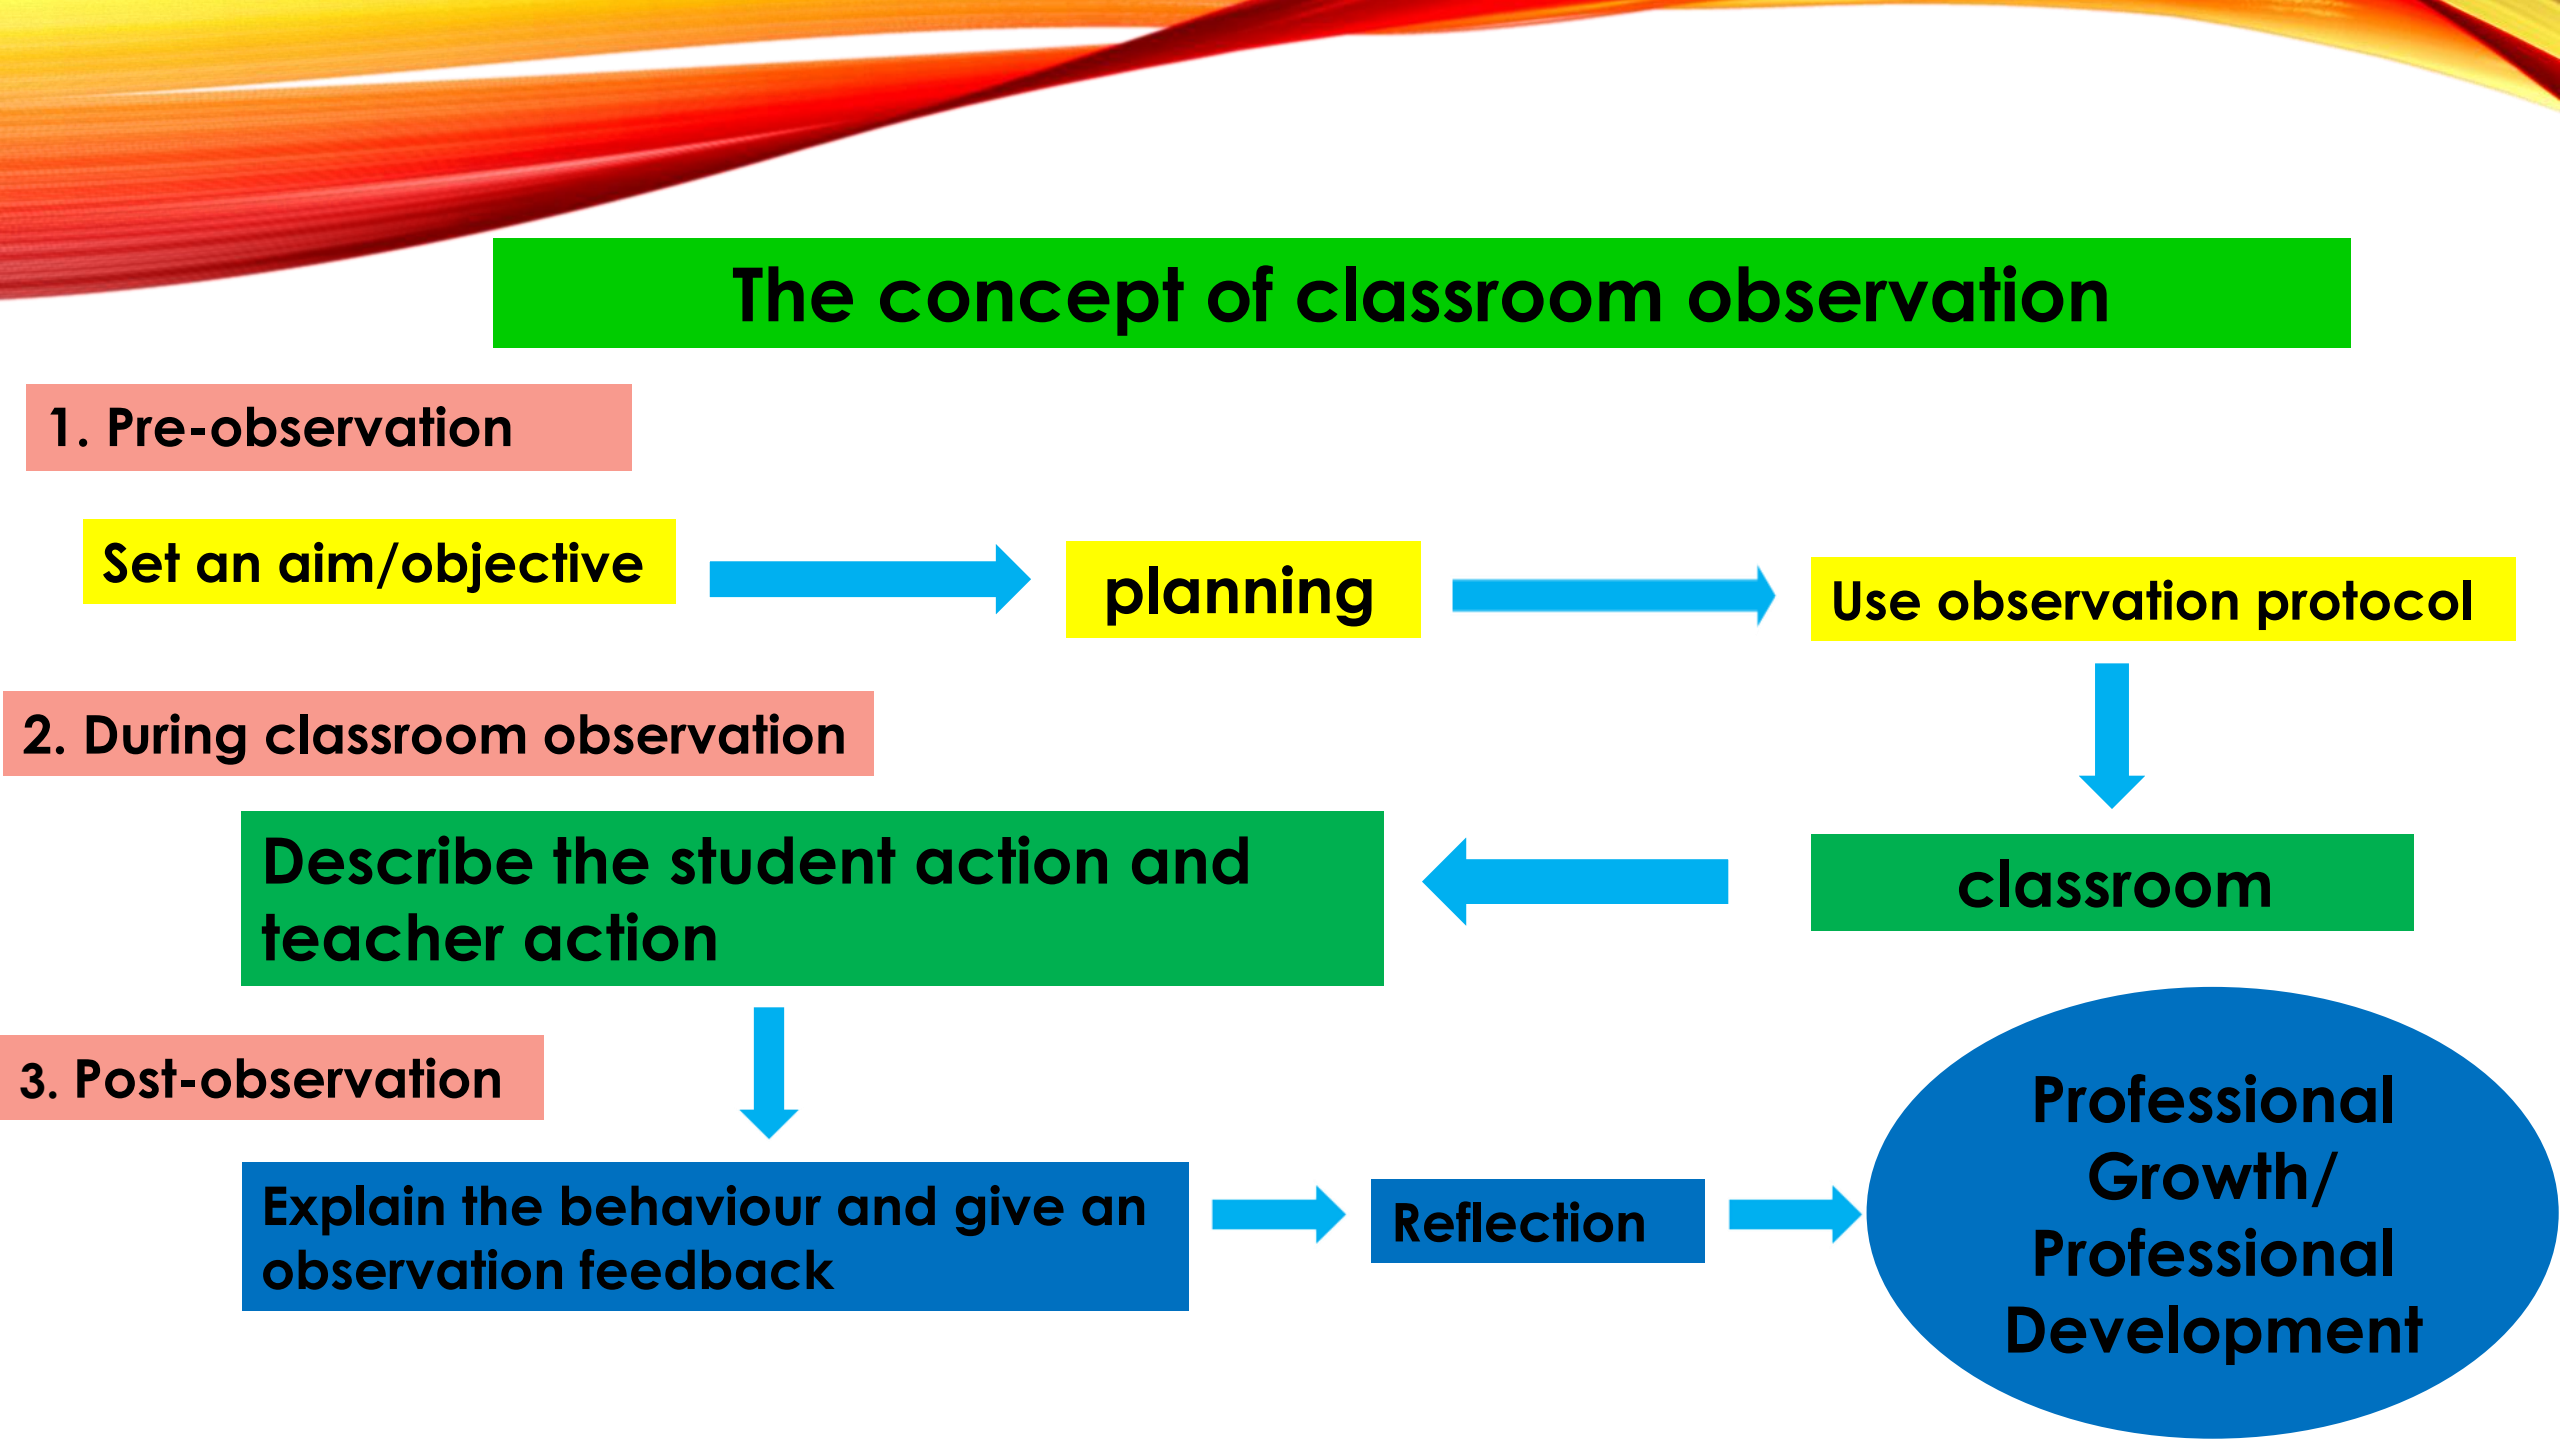 The concept of classroom observation
1. Pre-observation
Set an aim/objective
planning
Use observation protocol
2. During classroom observation
classroom
Describe the student action and
teacher action
3. Post-observation
Explain the behaviour and give an
observation feedback
Reflection
Professional
Growth/
Professional
Development